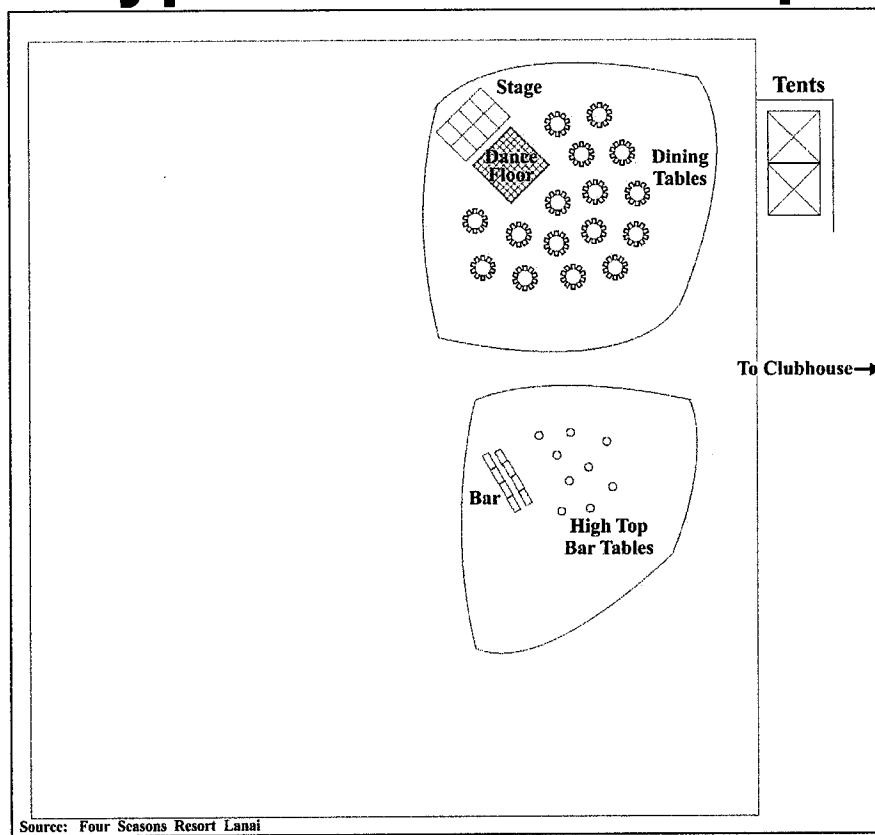 Stage
Tents
Dance
Floor
Dining
Tables
To Clubhouse
Bar
High Top
Bar Tables
Source: Four Seasons Resort Lanai